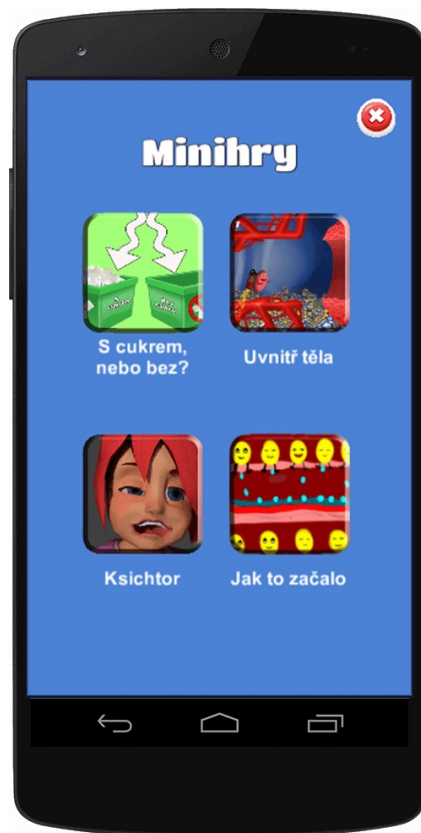 Minihry
S cukrem,
nebo bez?
Uvnitř těla
Ksichtor
Jak to začalo